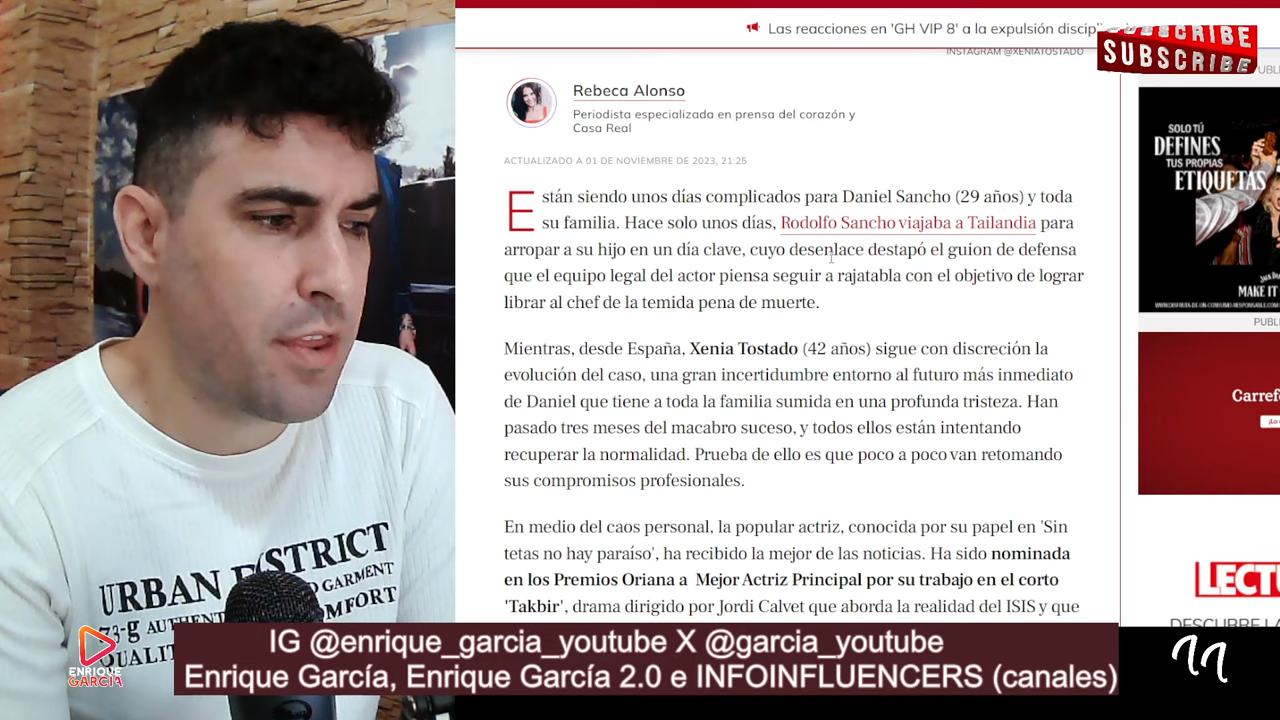 Las reacciones en 'GH VIP 8' a la expulsión
SUBSCRIBE
SUBSCRIBE
INSTAGRAM @XENIATOSTADO
Rebeca Alonso
Periodista especializada en prensa del corazón y
Casa Real
ACTUALIZADO A 01 DE NOVIEMBRE DE 2023, 21:25
Están siendo unos días complicados para Daniel Sancho (29 años) y toda
su familia. Hace solo unos días, Rodolfo Sancho viajaba a Tailandia para
arropar a su hijo en un día clave, cuyo desenlace destapó el guion de defensa
que el equipo legal del actor piensa seguir a rajatabla con el objetivo de lograr
librar al chef de la temida pena de muerte.
Mientras, desde España, Xenia Tostado (42 años) sigue con discreción la
evolución del caso, una gran incertidumbre entorno al futuro más inmediato
de Daniel que tiene a toda la familia sumida en una profunda tristeza. Han
pasado tres meses del macabro suceso, y todos ellos están intentando
recuperar la normalidad. Prueba de ello es que poco a poco van retomando
sus compromisos profesionales.
En medio del caos personal, la popular actriz, conocida por su papel en 'Sin
tetas no hay paraíso', ha recibido la mejor de las noticias. Ha sido nominada
en los Premios Oriana a Mejor Actriz Principal por su trabajo en el corto
'Takbir', drama dirigido por Jordi Calvet que aborda la realidad del ISIS y que
SOLO TÚ
DEFINES
TUS PROPIAS
ETIQUETAS
MAKE IT
PUBLI
Carref
LECTU
DESCUBRE LA
URBAN DISTRICT
GARMENT
73-g AUTHENT
OMFORT
QUALIT
ENRIQUE
GARCIA
IG @enrique_garcia_youtube X @garcia_youtube
Enrique García, Enrique García 2.0 e INFOINFLUENCERS (canales)